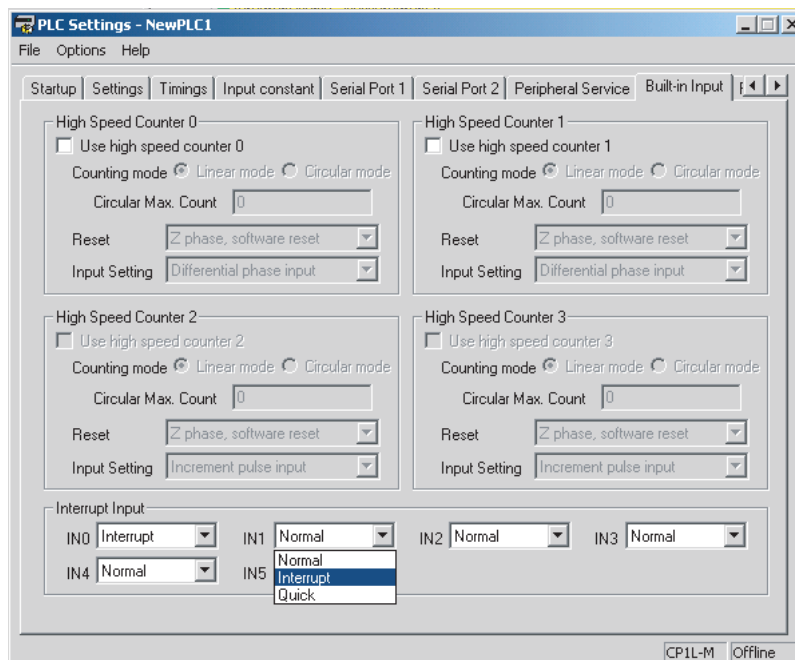 PLC Settings - NewPLC1
File Options Help
Startup Settings Timings Input constant Serial Port 1 Serial Port 2 Peripheral Service Built-in Input
High Speed Counter 0
Use high speed counter 0
Counting mode Linear mode Circular mode
Circular Max. Count 0
Reset Z phase, software reset
Input Setting Differential phase input
High Speed Counter 1
Use high speed counter 1
Counting mode Linear mode Circular mode
Circular Max. Count 0
Reset Z phase, software reset
Input Setting Differential phase input
High Speed Counter 2
Use high speed counter 2
Counting mode Linear mode Circular mode
Circular Max. Count 0
Reset Z phase, software reset
Input Setting Increment pulse input
High Speed Counter 3
Use high speed counter 3
Counting mode Linear mode Circular mode
Circular Max. Count 0
Reset Z phase, software reset
Input Setting Increment pulse input
Interrupt Input
IN0 Interrupt IN1 Normal IN2 Normal IN3 Normal
Normal
IN4 Normal IN5 Interrupt
Quick
CP1L-M Offline